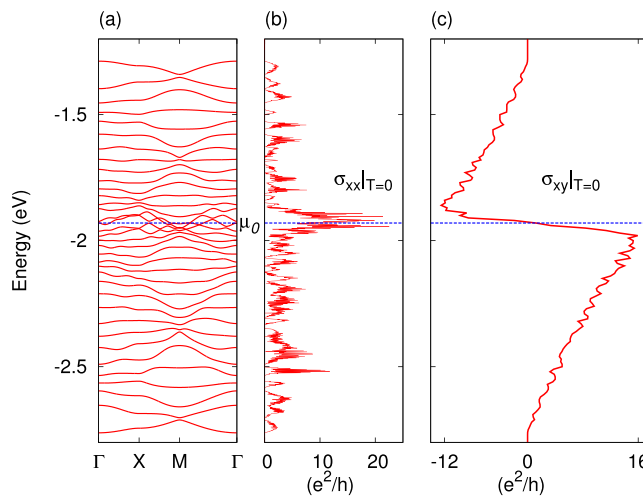 (a) (b) (c)
Energy (eV)
-1.5
-2
-2.5
μ0
σxx|T=0
σxy|T=0
Γ X M Γ
0 10 20
-12 0 16
(e²/h) (e²/h)